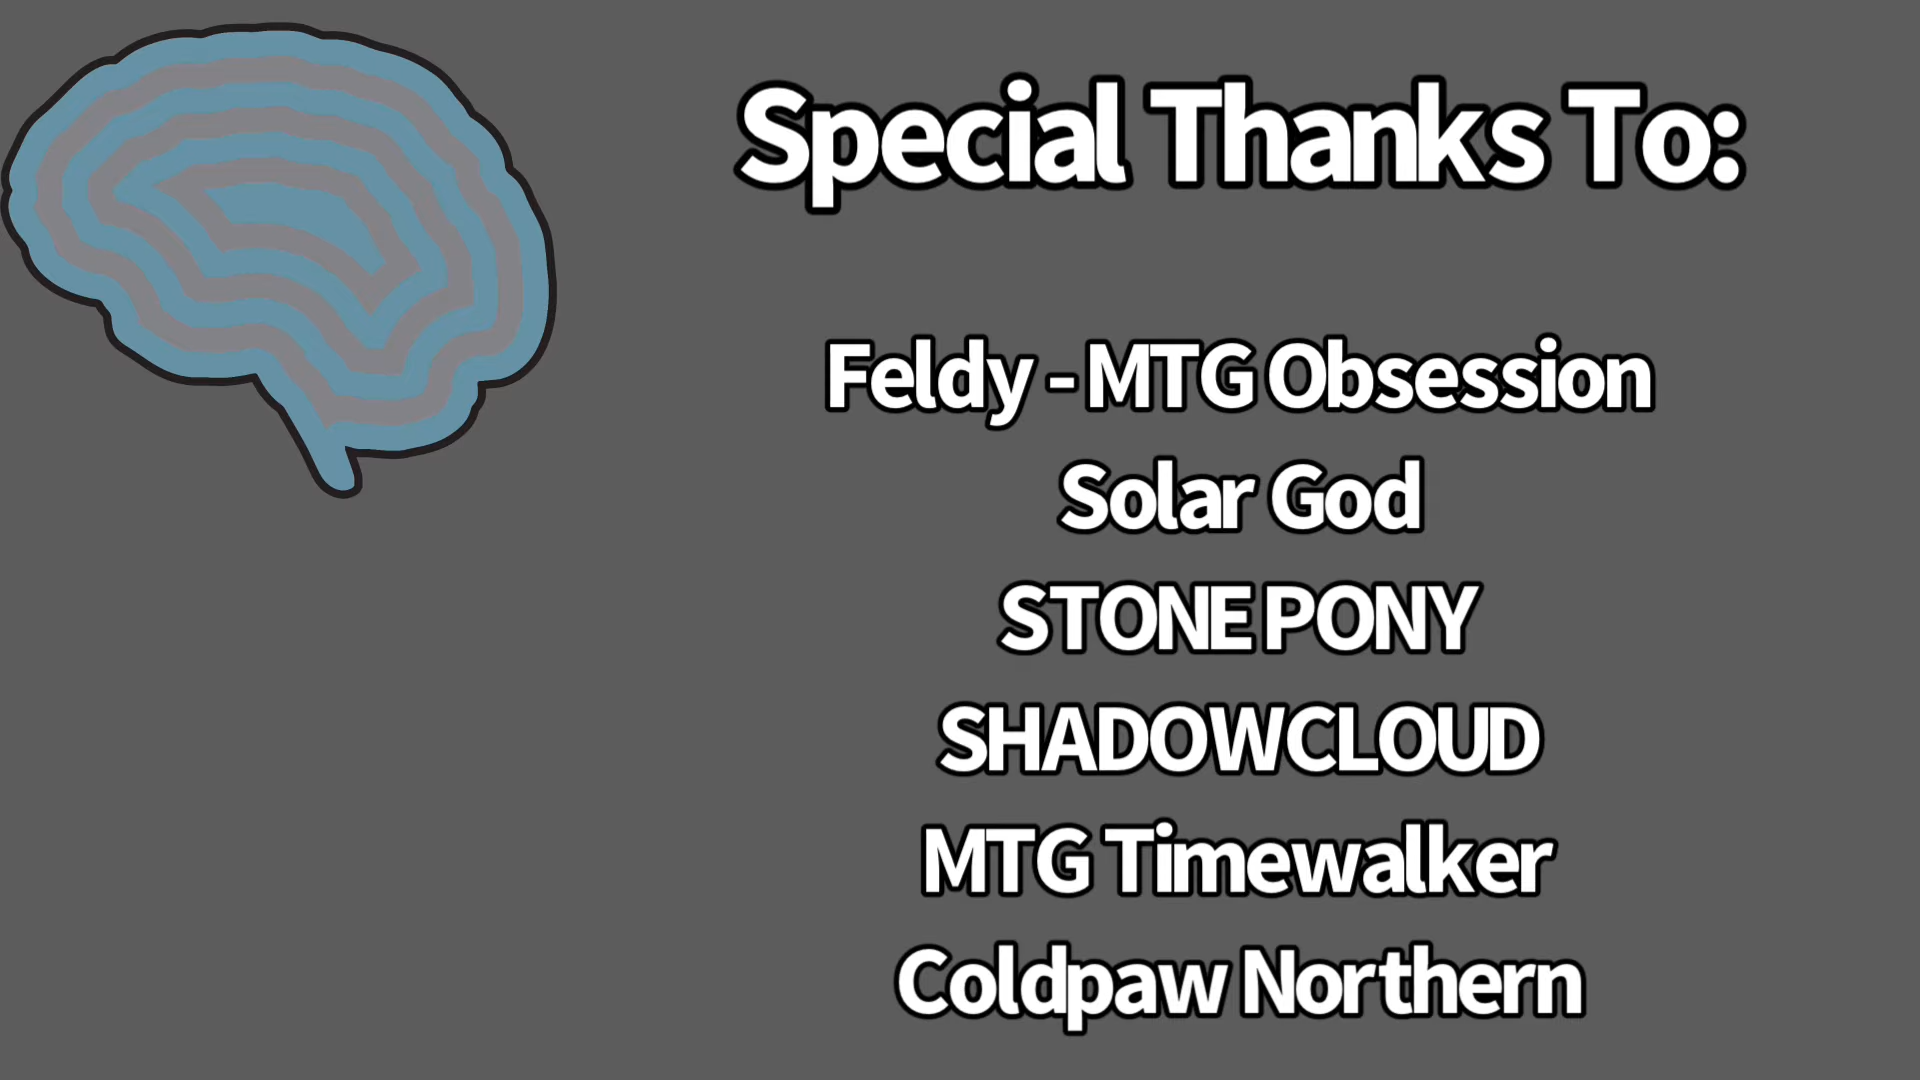 Special Thanks To:
Feldy - MTG Obsession
Solar God
STONE PONY
SHADOWCLOUD
MTG Timewalker
Coldpaw Northern